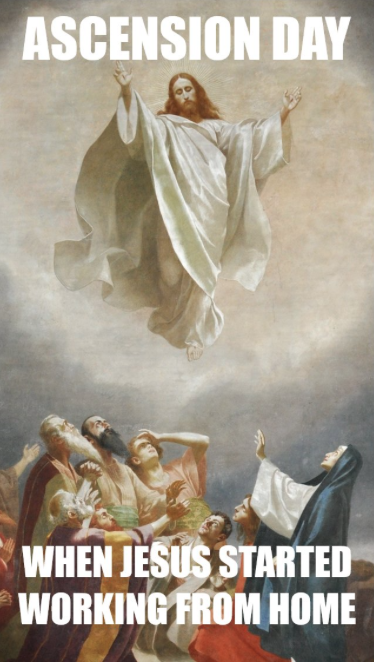 ASCENSION DAY
WHEN JESUS STARTED
WORKING FROM HOME